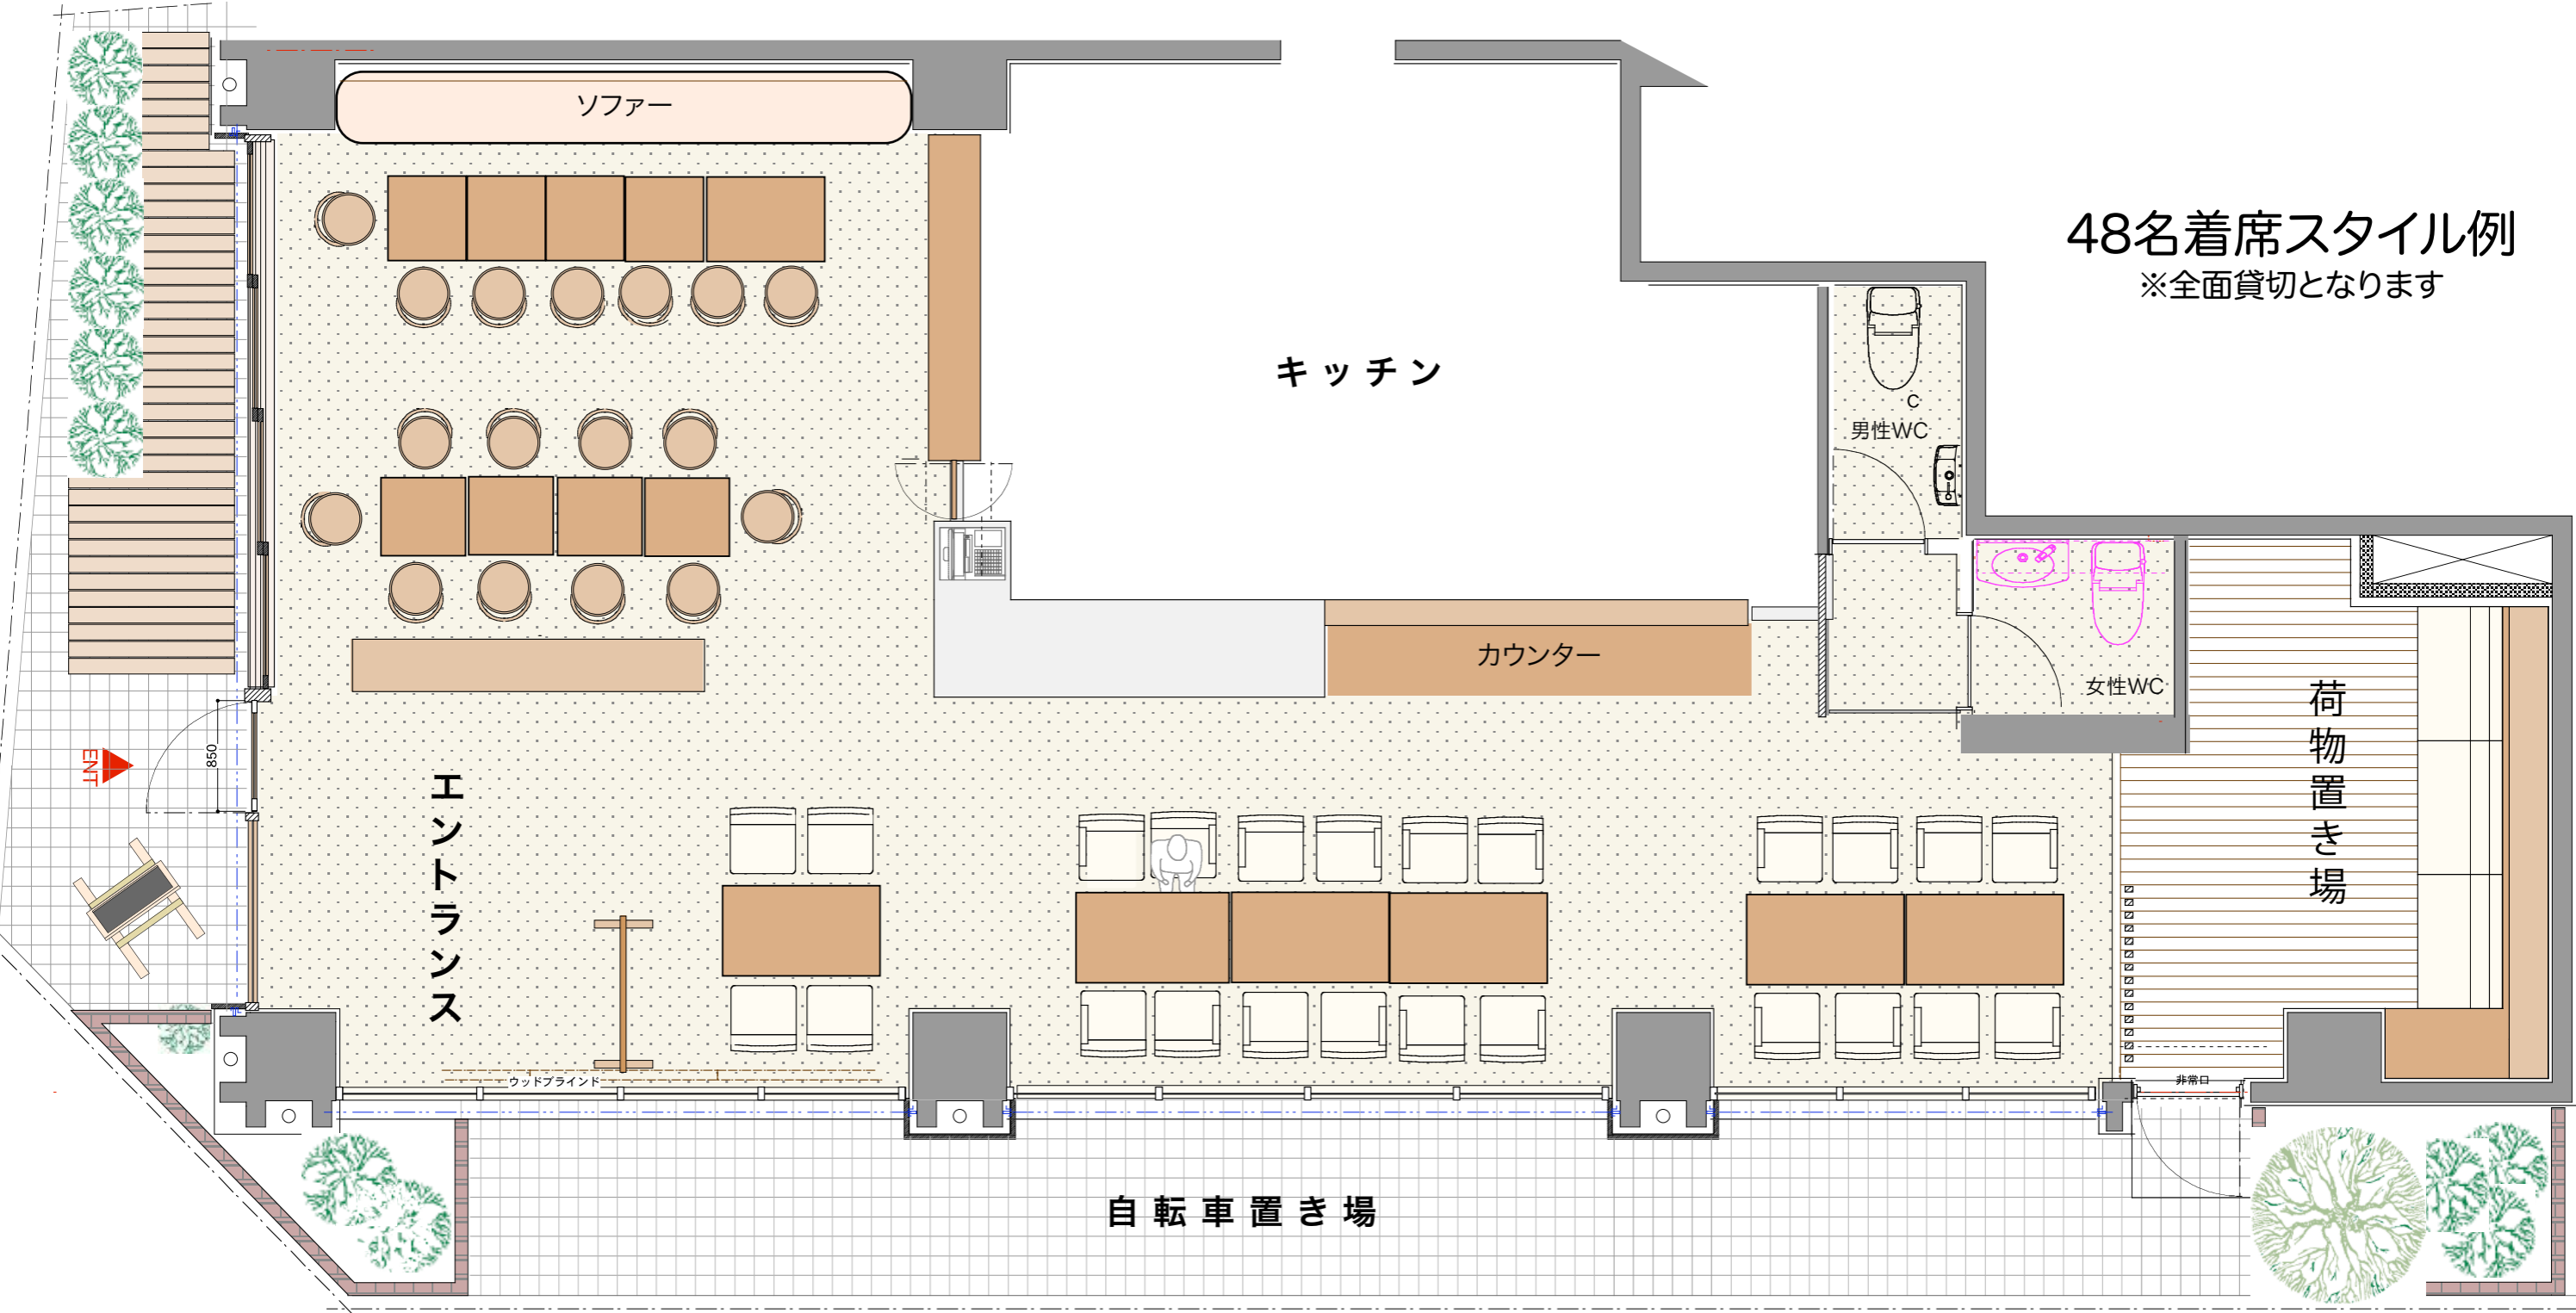 48名着席スタイル例
※全面貸切となります
ソファー
キッチン
C
男性WC
カウンター
女性WC
荷物置き場
850
ENT
エントランス
ウッドブラインド
非常口
自転車置き場